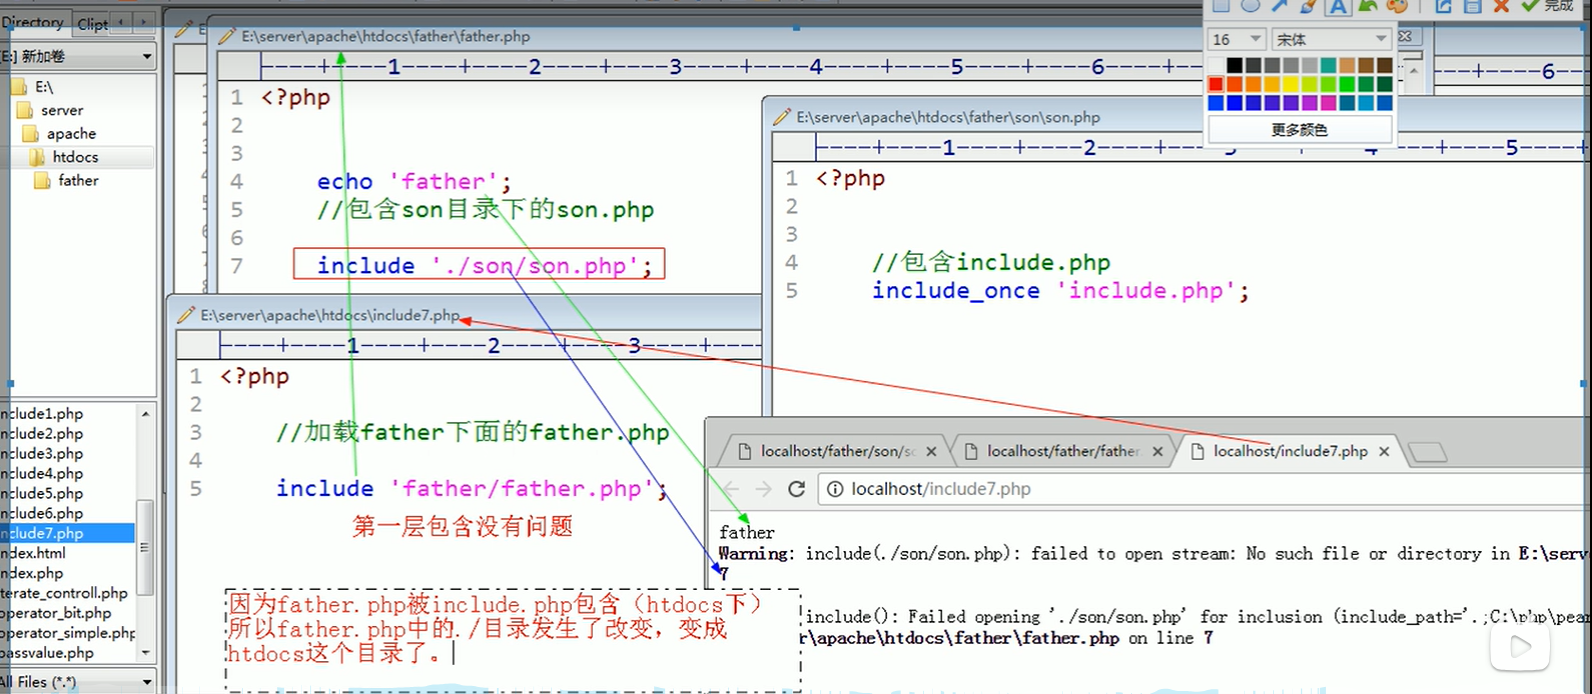 Directory
Clipt
完成
[E:] 新加卷
E:\
server
apache
htdocs
father
E:\server\apache\htdocs\father\father.php
1 2 3 4 5 6
1 <?php
2
3
4 echo 'father';
5 //包含son目录下的son.php
6
7 include './son/son.php';
16
宋体
更多颜色
6
E:\server\apache\htdocs\father\son\son.php
1 2 3 4 5
1 <?php
2
3
4 //包含include.php
5 include_once 'include.php';
E:\server\apache\htdocs\include7.php
1 2 3
1 <?php
2
3 //加载father下面的father.php
4
5 include 'father/father.php';
第一层包含没有问题
因为father.php被include.php包含（htdocs下）
所以father.php中的./目录发生了改变，变成
htdocs这个目录了。
nclude1.php
nclude2.php
nclude3.php
nclude4.php
nclude5.php
nclude6.php
nclude7.php
ndex.html
ndex.php
terate_controll.php
operator_bit.php
operator_simple.php
passvalue.php
All Files (*.*)
localhost/father/son/so
localhost/father/father.
localhost/include7.php
localhost/include7.php
father
Warning: include(./son/son.php): failed to open stream: No such file or directory in E:\serv
7
include(): Failed opening './son/son.php' for inclusion (include_path='.;C:\php\pear
r\apache\htdocs\father\father.php on line 7